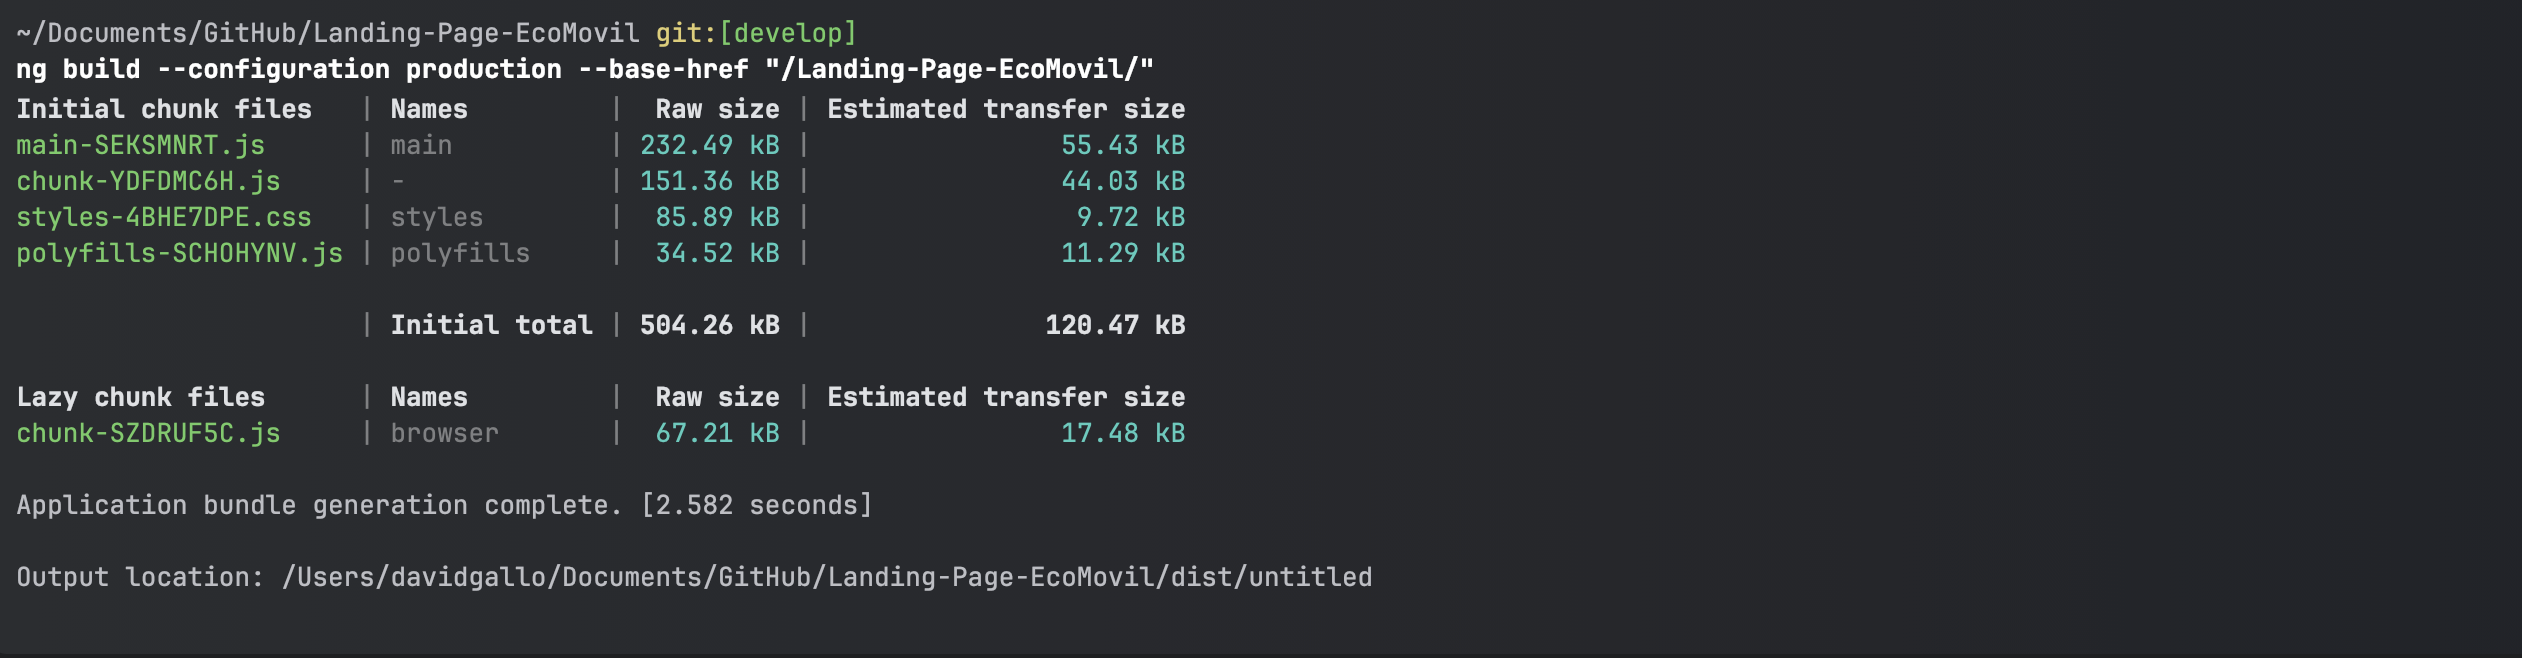 ~/Documents/GitHub/Landing-Page-EcoMovil git:[develop]
ng build --configuration production --base-href "/Landing-Page-EcoMovil/"
Initial chunk files | Names | Raw size | Estimated transfer size
main-SEKSMNRT.js | main | 232.49 kB | 55.43 kB
chunk-YDFDMC6H.js | - | 151.36 kB | 44.03 kB
styles-4BHE7DPE.css | styles | 85.89 kB | 9.72 kB
polyfills-SCHOHYNV.js | polyfills | 34.52 kB | 11.29 kB
| Initial total | 504.26 kB | 120.47 kB
Lazy chunk files | Names | Raw size | Estimated transfer size
chunk-SZDRUF5C.js | browser | 67.21 kB | 17.48 kB
Application bundle generation complete. [2.582 seconds]
Output location: /Users/davidgallo/Documents/GitHub/Landing-Page-EcoMovil/dist/untitled